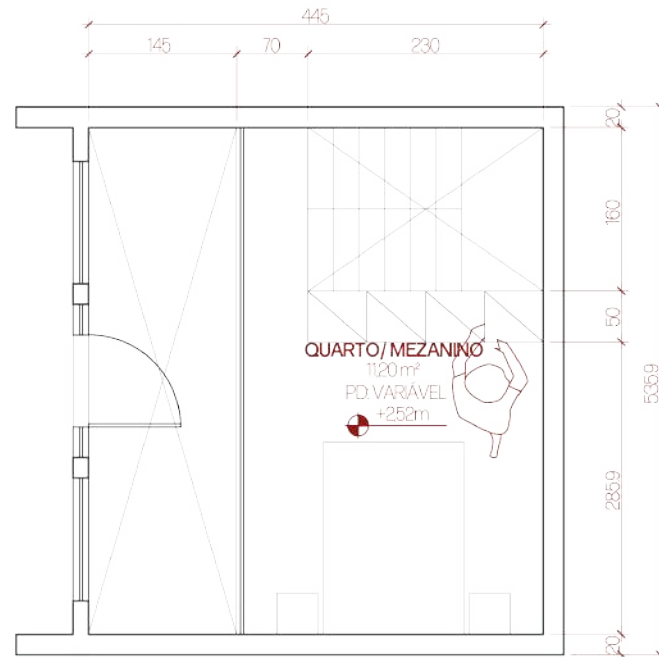 445
145 70 230
20
160
50
QUARTO/ MEZANINO
11,20 m²
PD: VARIÁVEL
+2,52m
535,9
285,9
20